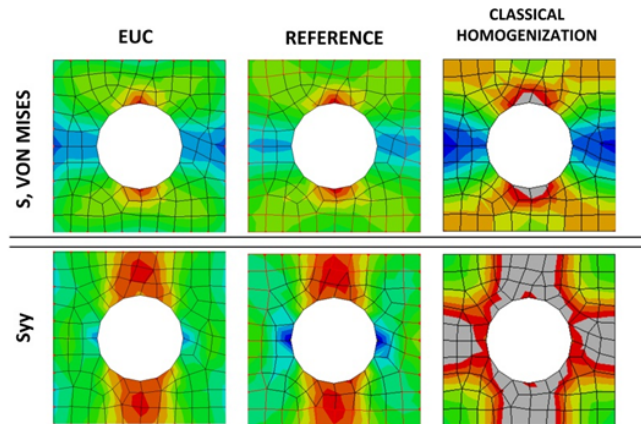 EUC
REFERENCE
CLASSICAL
HOMOGENIZATION
S, VON MISES
Syy